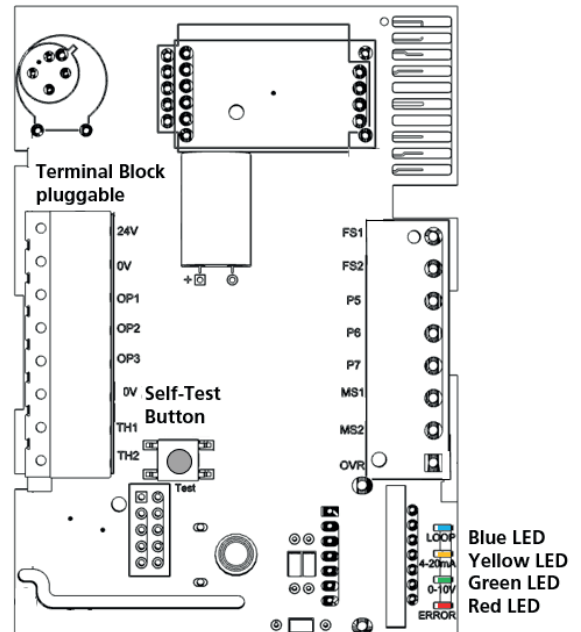 Terminal Block
pluggable
24V
0V
OP1
OP2
OP3
0V
TH1
TH2
Self-Test
Button
Test
+
FS1
FS2
P5
P6
P7
MS1
MS2
OVR
LOOP
Blue LED
4-20mA
Yellow LED
0-10V
Green LED
ERROR
Red LED